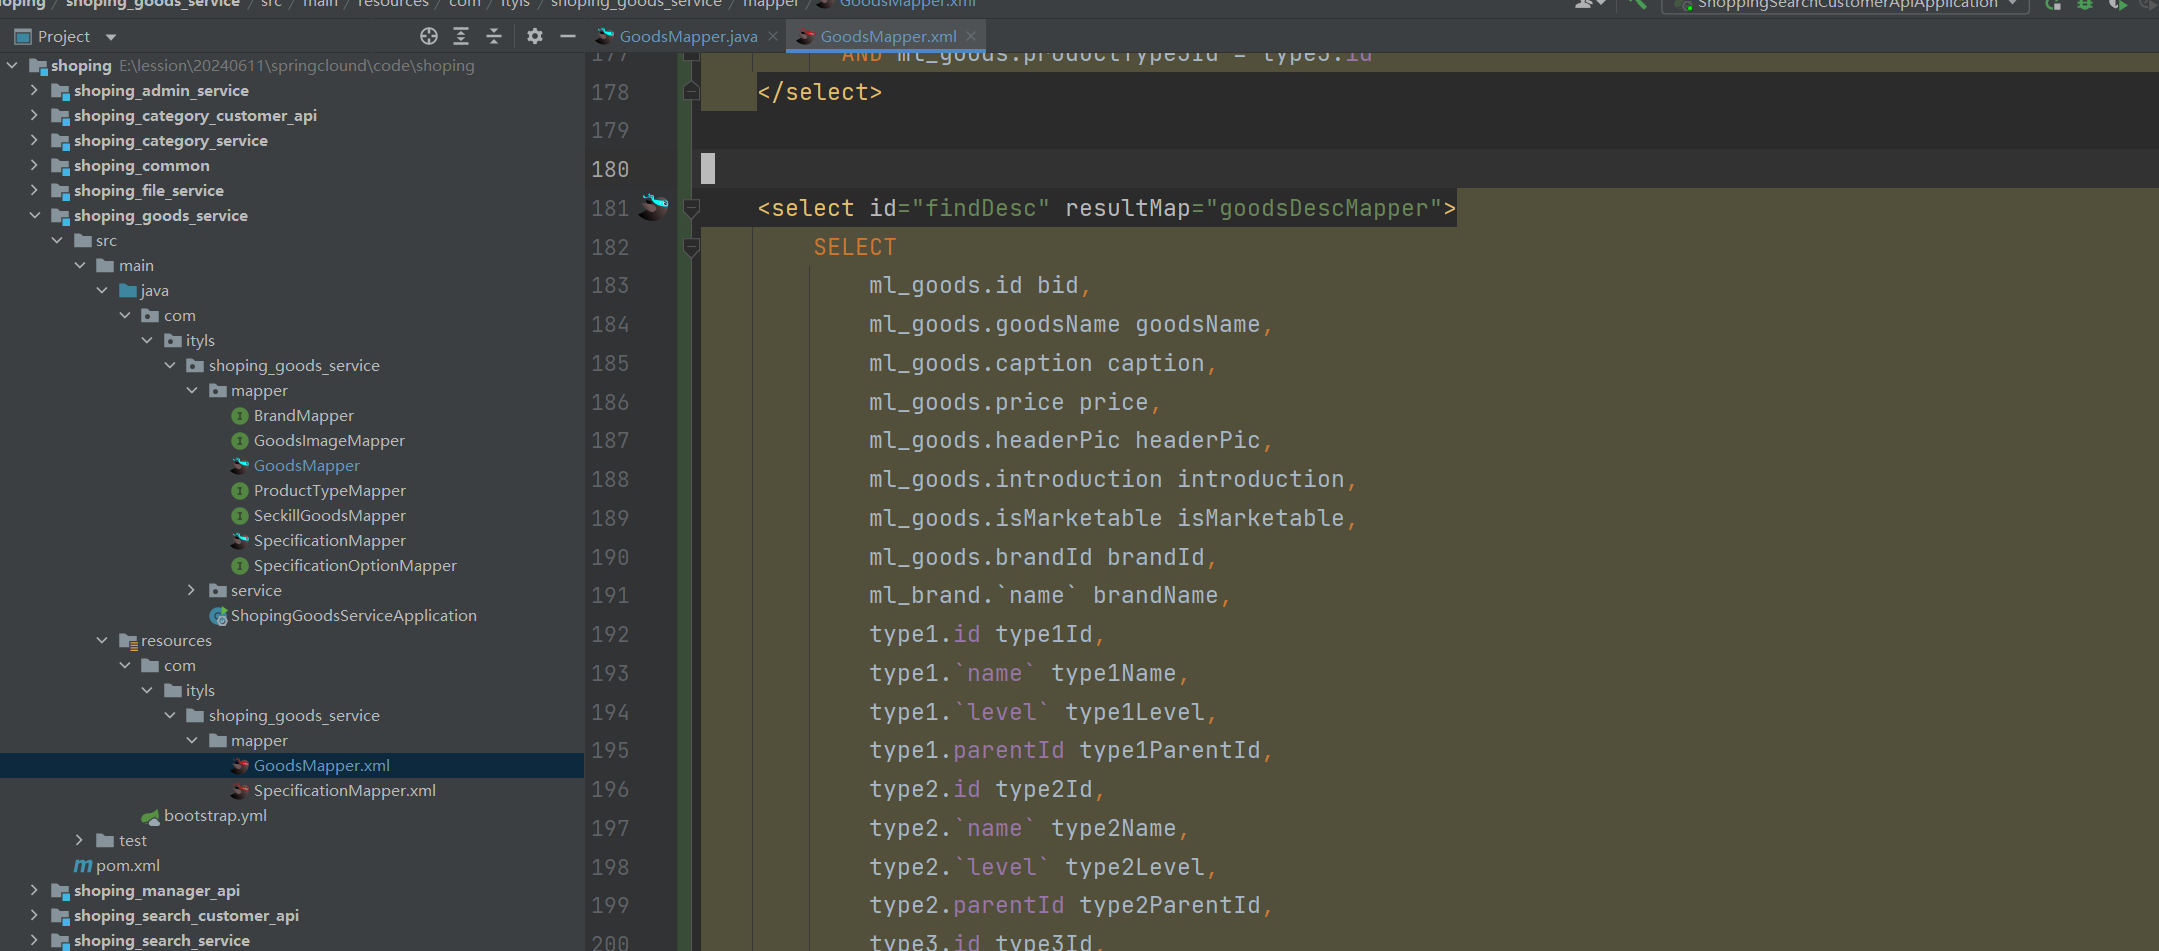 shoping / shoping_goods_service / src / main / resources / com / ityls / shoping_goods_service / mapper / GoodsMapper.xml
ShoppingSearchCustomerApiApplication
Project
GoodsMapper.java
GoodsMapper.xml
shoping E:\lession\20240611\springclound\code\shoping
shoping_admin_service
shoping_category_customer_api
shoping_category_service
shoping_common
shoping_file_service
shoping_goods_service
src
main
java
com
ityls
shoping_goods_service
mapper
BrandMapper
GoodsImageMapper
GoodsMapper
ProductTypeMapper
SeckillGoodsMapper
SpecificationMapper
SpecificationOptionMapper
service
ShopingGoodsServiceApplication
resources
com
ityls
shoping_goods_service
mapper
GoodsMapper.xml
SpecificationMapper.xml
bootstrap.yml
test
pom.xml
shoping_manager_api
shoping_search_customer_api
shoping_search_service
177 AND ml_goods.productType3Id = type3.id
178 </select>
179
180
181 <select id="findDesc" resultMap="goodsDescMapper">
182 SELECT
183 ml_goods.id bid,
184 ml_goods.goodsName goodsName,
185 ml_goods.caption caption,
186 ml_goods.price price,
187 ml_goods.headerPic headerPic,
188 ml_goods.introduction introduction,
189 ml_goods.isMarketable isMarketable,
190 ml_goods.brandId brandId,
191 ml_brand.`name` brandName,
192 type1.id type1Id,
193 type1.`name` type1Name,
194 type1.`level` type1Level,
195 type1.parentId type1ParentId,
196 type2.id type2Id,
197 type2.`name` type2Name,
198 type2.`level` type2Level,
199 type2.parentId type2ParentId,
200 type3.id type3Id,